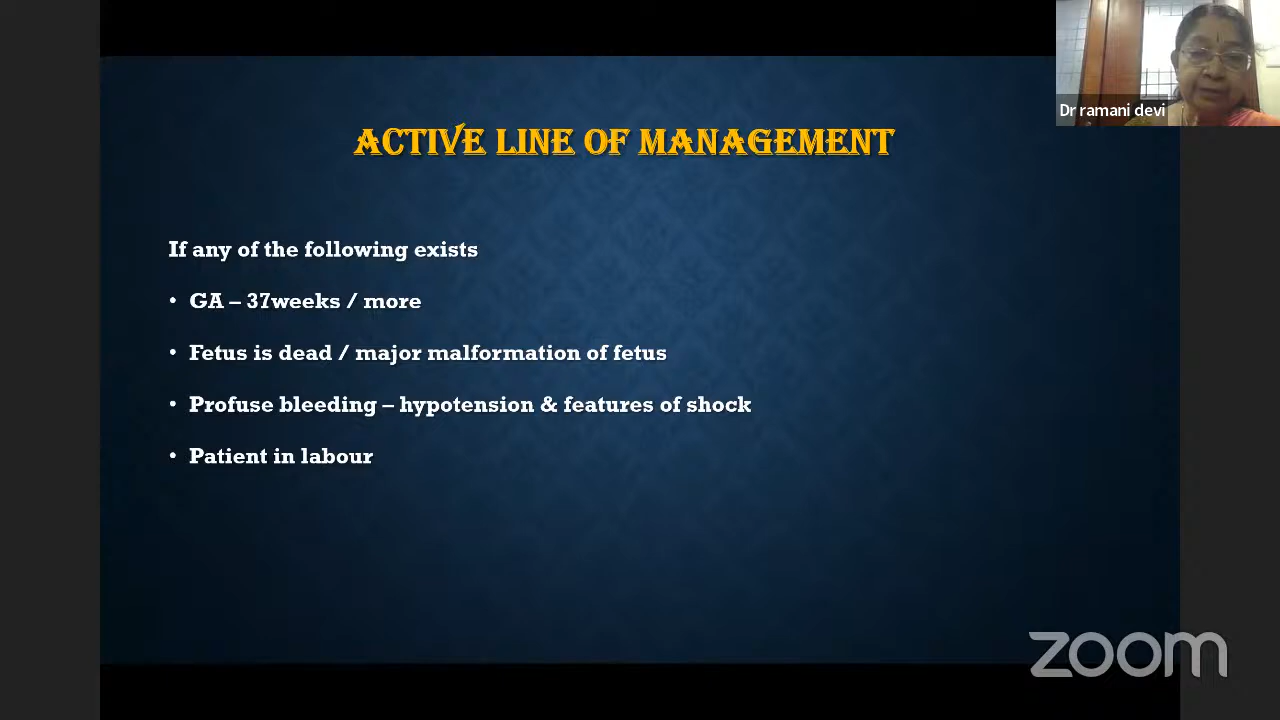 Dr ramani devi
ACTIVE LINE OF MANAGEMENT
If any of the following exists
• GA – 37weeks / more
• Fetus is dead / major malformation of fetus
• Profuse bleeding – hypotension & features of shock
• Patient in labour
zoom